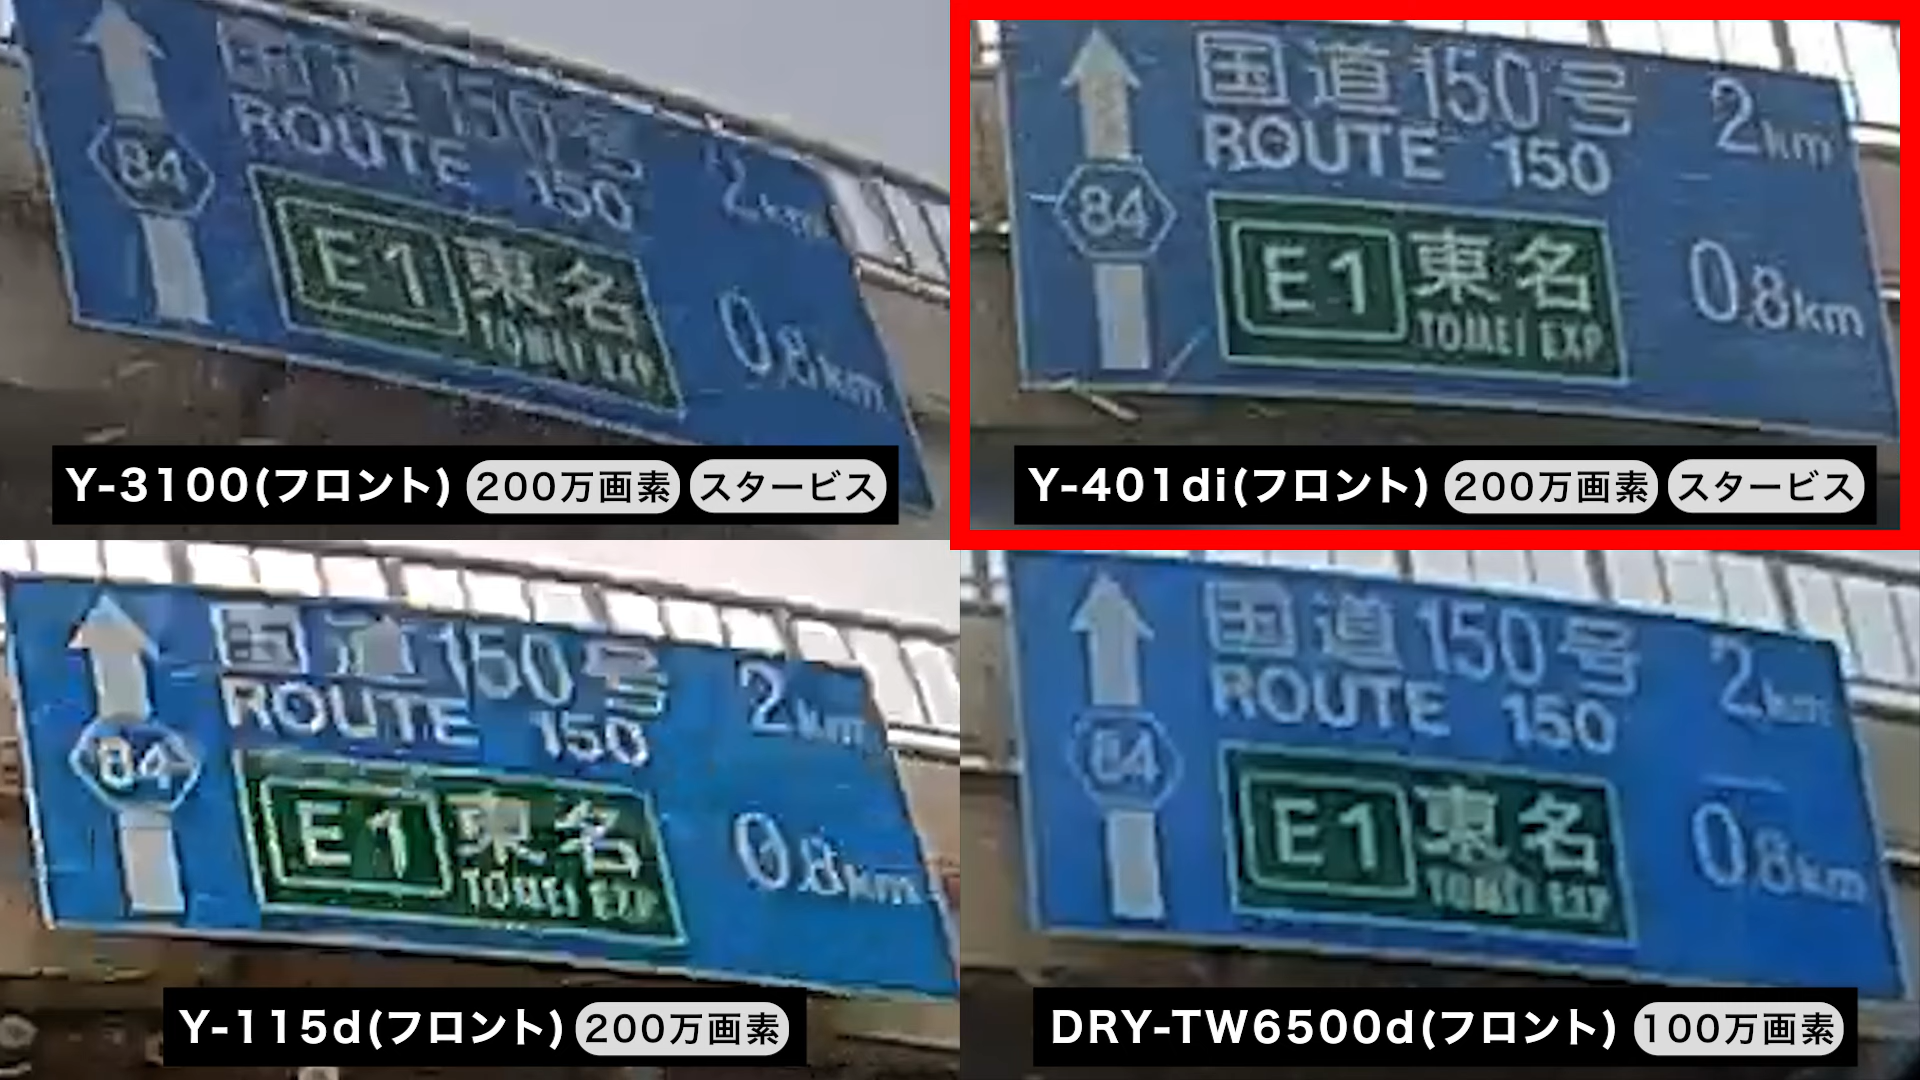 国道150号 2km
ROUTE 150
84
E1 東名 0.8km
TOMEI EXP
Y-3100(フロント) 200万画素 スタービス
国道150号 2km
ROUTE 150
84
E1 東名 0.8km
TOMEI EXP
Y-401di(フロント) 200万画素 スタービス
国道150号 2km
ROUTE 150
84
E1 東名 0.8km
TOMEI EXP
Y-115d(フロント) 200万画素
国道150号 2km
ROUTE 150
84
E1 東名 0.8km
TOMEI EXP
DRY-TW6500d(フロント) 100万画素